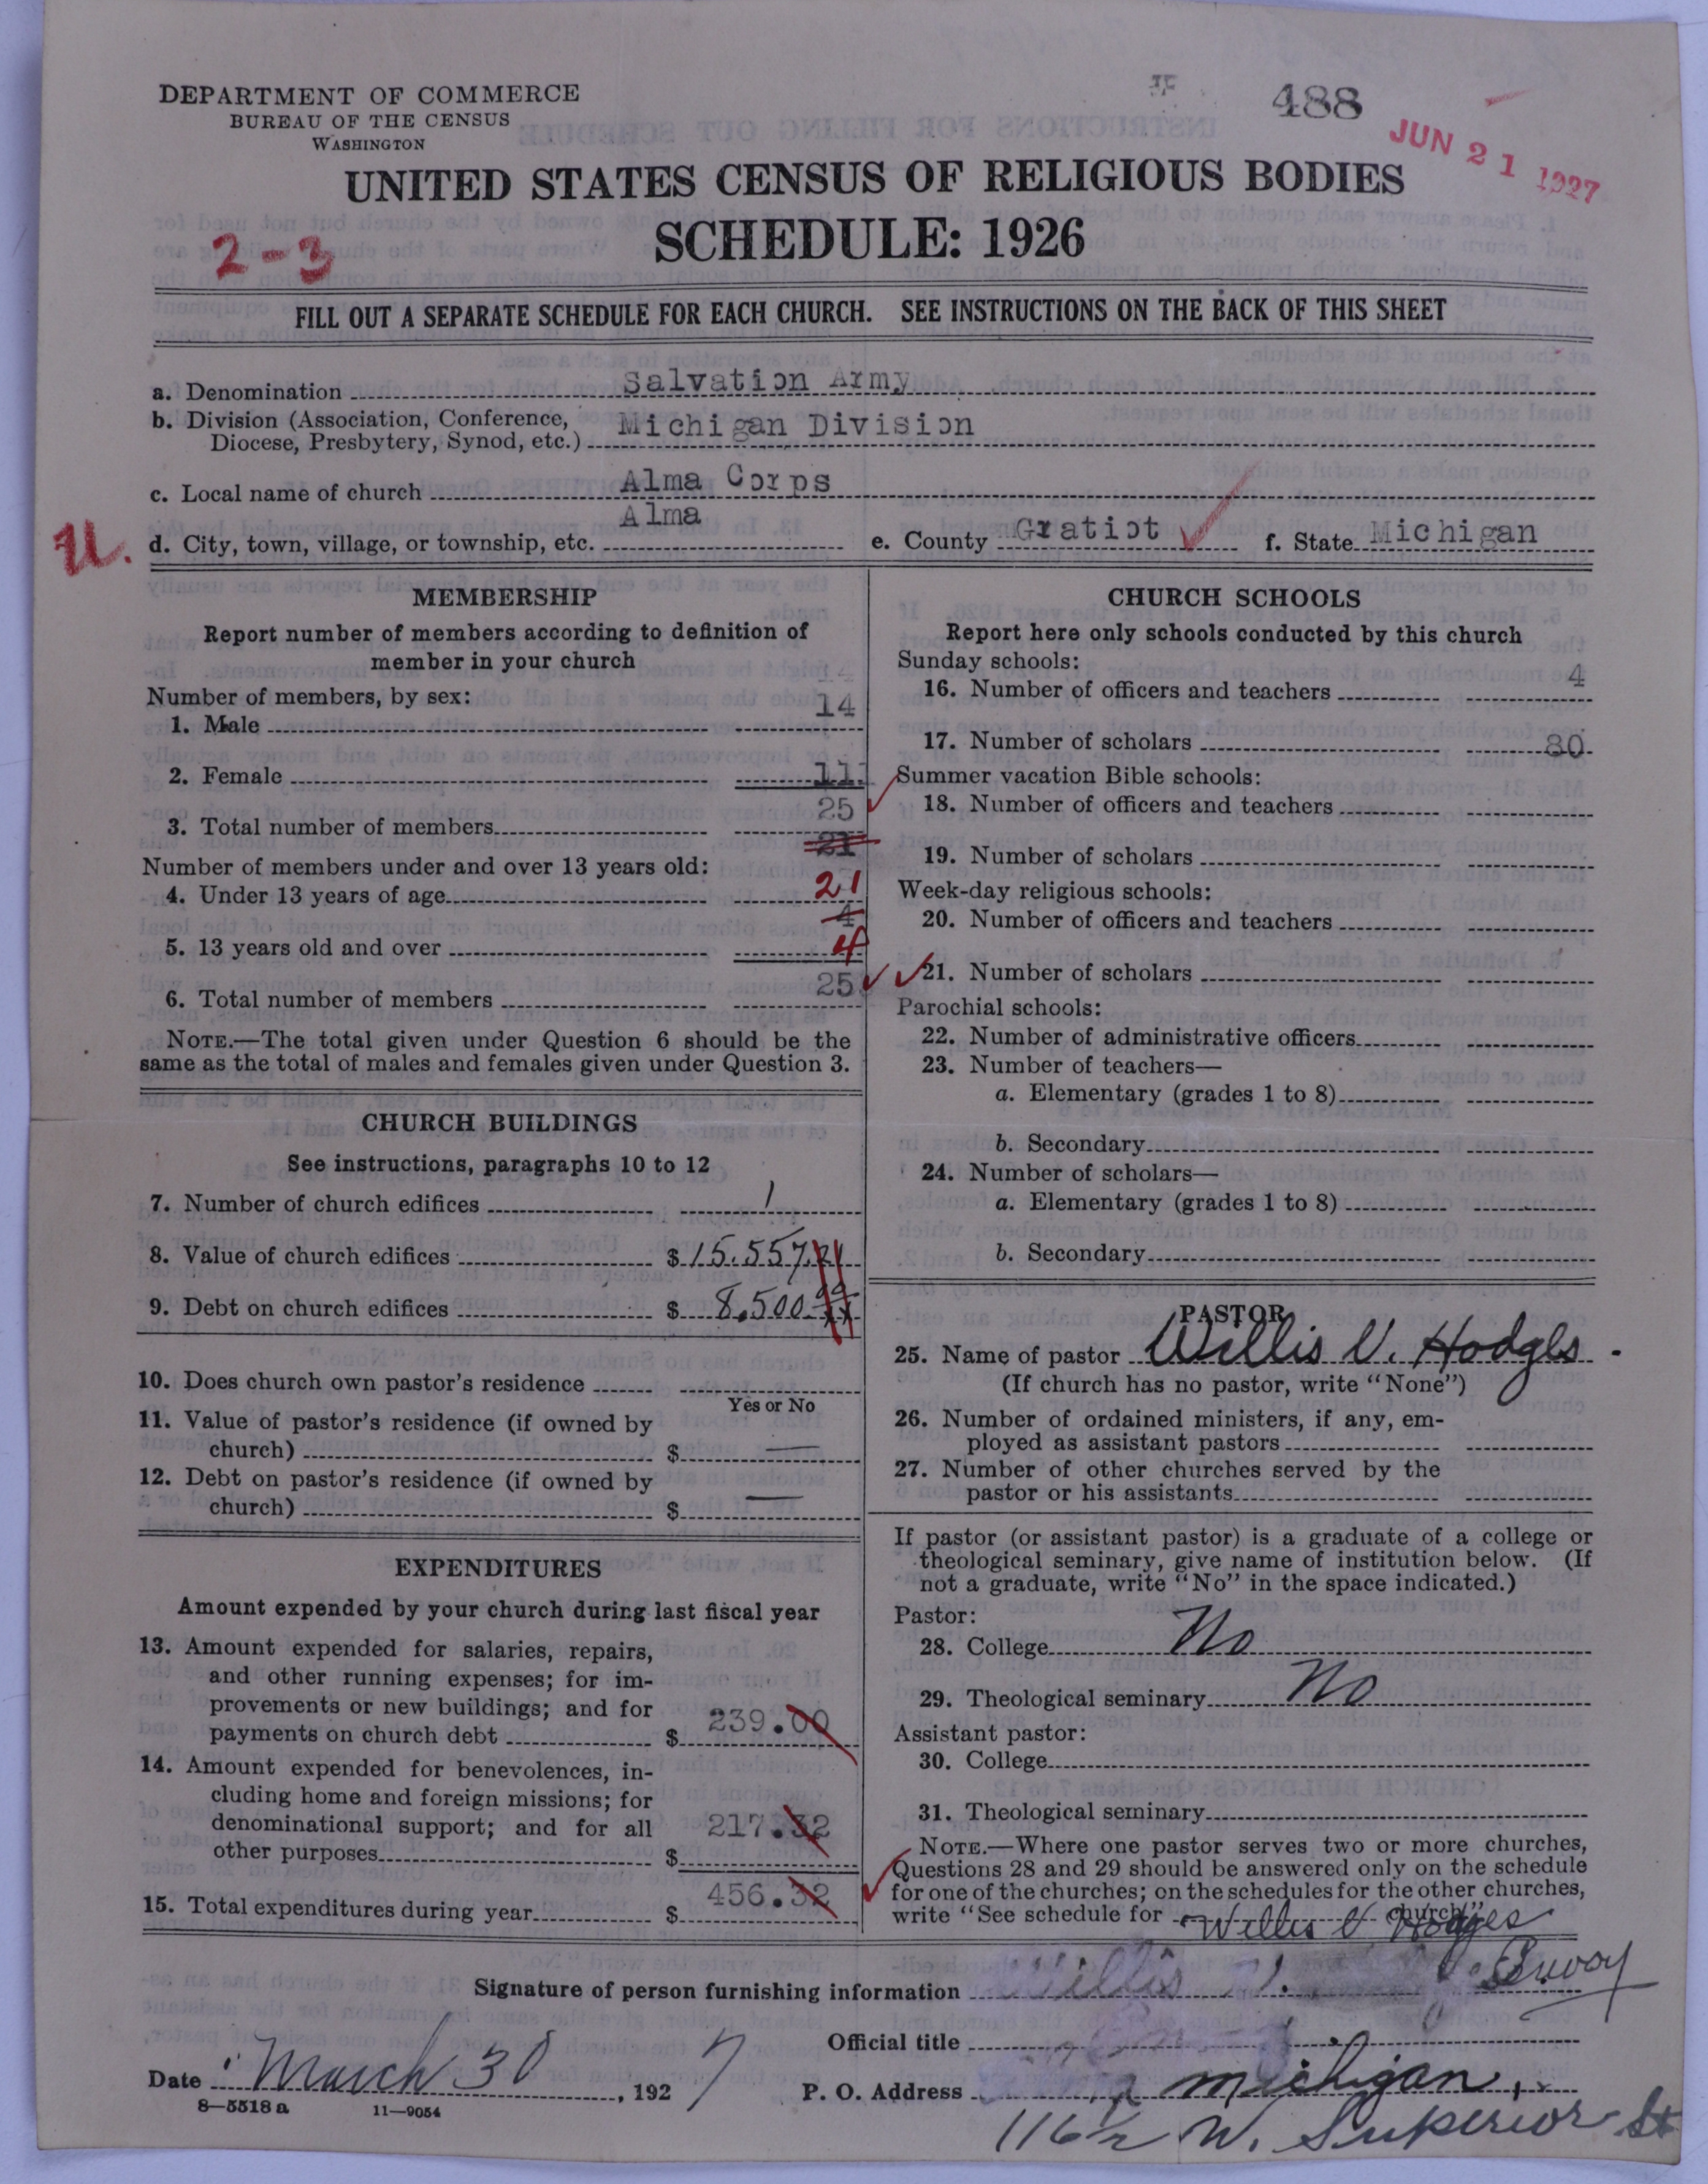 488
JUN 21 1927
DEPARTMENT OF COMMERCE
BUREAU OF THE CENSUS
WASHINGTON
UNITED STATES CENSUS OF RELIGIOUS BODIES
2-3
SCHEDULE: 1926
FILL OUT A SEPARATE SCHEDULE FOR EACH CHURCH. SEE INSTRUCTIONS ON THE BACK OF THIS SHEET
a. Denomination Salvation Army
b. Division (Association, Conference, Diocese, Presbytery, Synod, etc.) Michigan Division
c. Local name of church Alma Corps
U. d. City, town, village, or township, etc. Alma e. County Gratiot f. State Michigan
MEMBERSHIP
Report number of members according to definition of
member in your church
Number of members, by sex:
1. Male 14
2. Female 11
3. Total number of members 25
Number of members under and over 13 years old:
21
4. Under 13 years of age 21
4
5. 13 years old and over 4
6. Total number of members 25
NOTE.—The total given under Question 6 should be the
same as the total of males and females given under Question 3.
CHURCH BUILDINGS
See instructions, paragraphs 10 to 12
7. Number of church edifices 1
8. Value of church edifices $ 15.557.21
9. Debt on church edifices $ 8.500
10. Does church own pastor's residence
Yes or No
11. Value of pastor's residence (if owned by
church) $ —
12. Debt on pastor's residence (if owned by
church) $ —
EXPENDITURES
Amount expended by your church during last fiscal year
13. Amount expended for salaries, repairs,
and other running expenses; for im-
provements or new buildings; and for
payments on church debt $ 239.00
14. Amount expended for benevolences, in-
cluding home and foreign missions; for
denominational support; and for all
other purposes $ 217.32
15. Total expenditures during year $ 456.32
CHURCH SCHOOLS
Report here only schools conducted by this church
Sunday schools:
16. Number of officers and teachers 4
17. Number of scholars 80
Summer vacation Bible schools:
18. Number of officers and teachers
19. Number of scholars
Week-day religious schools:
20. Number of officers and teachers
21. Number of scholars
Parochial schools:
22. Number of administrative officers
23. Number of teachers—
a. Elementary (grades 1 to 8)
b. Secondary
24. Number of scholars—
a. Elementary (grades 1 to 8)
b. Secondary
PASTOR
25. Name of pastor Willis V. Hodges.
(If church has no pastor, write "None")
26. Number of ordained ministers, if any, em-
ployed as assistant pastors
27. Number of other churches served by the
pastor or his assistants
If pastor (or assistant pastor) is a graduate of a college or
theological seminary, give name of institution below. (If
not a graduate, write "No" in the space indicated.)
Pastor:
28. College No
29. Theological seminary No
Assistant pastor:
30. College
31. Theological seminary
NOTE.—Where one pastor serves two or more churches,
Questions 28 and 29 should be answered only on the schedule
for one of the churches; on the schedules for the other churches,
write "See schedule for church"
Willis V Hodges
Signature of person furnishing information Willis V. Envoy
Official title
Date March 30, 1927 P. O. Address Michigan,
8—5518 a 11—9054
116 1/2 W. Superior St